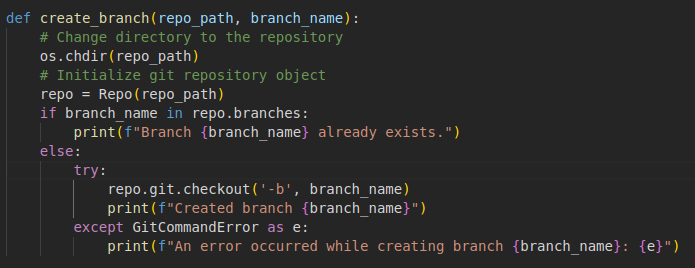 def create_branch(repo_path, branch_name):
    # Change directory to the repository
    os.chdir(repo_path)
    # Initialize git repository object
    repo = Repo(repo_path)
    if branch_name in repo.branches:
        print(f"Branch {branch_name} already exists.")
    else:
        try:
            repo.git.checkout('-b', branch_name)
            print(f"Created branch {branch_name}")
        except GitCommandError as e:
            print(f"An error occurred while creating branch {branch_name}: {e}")